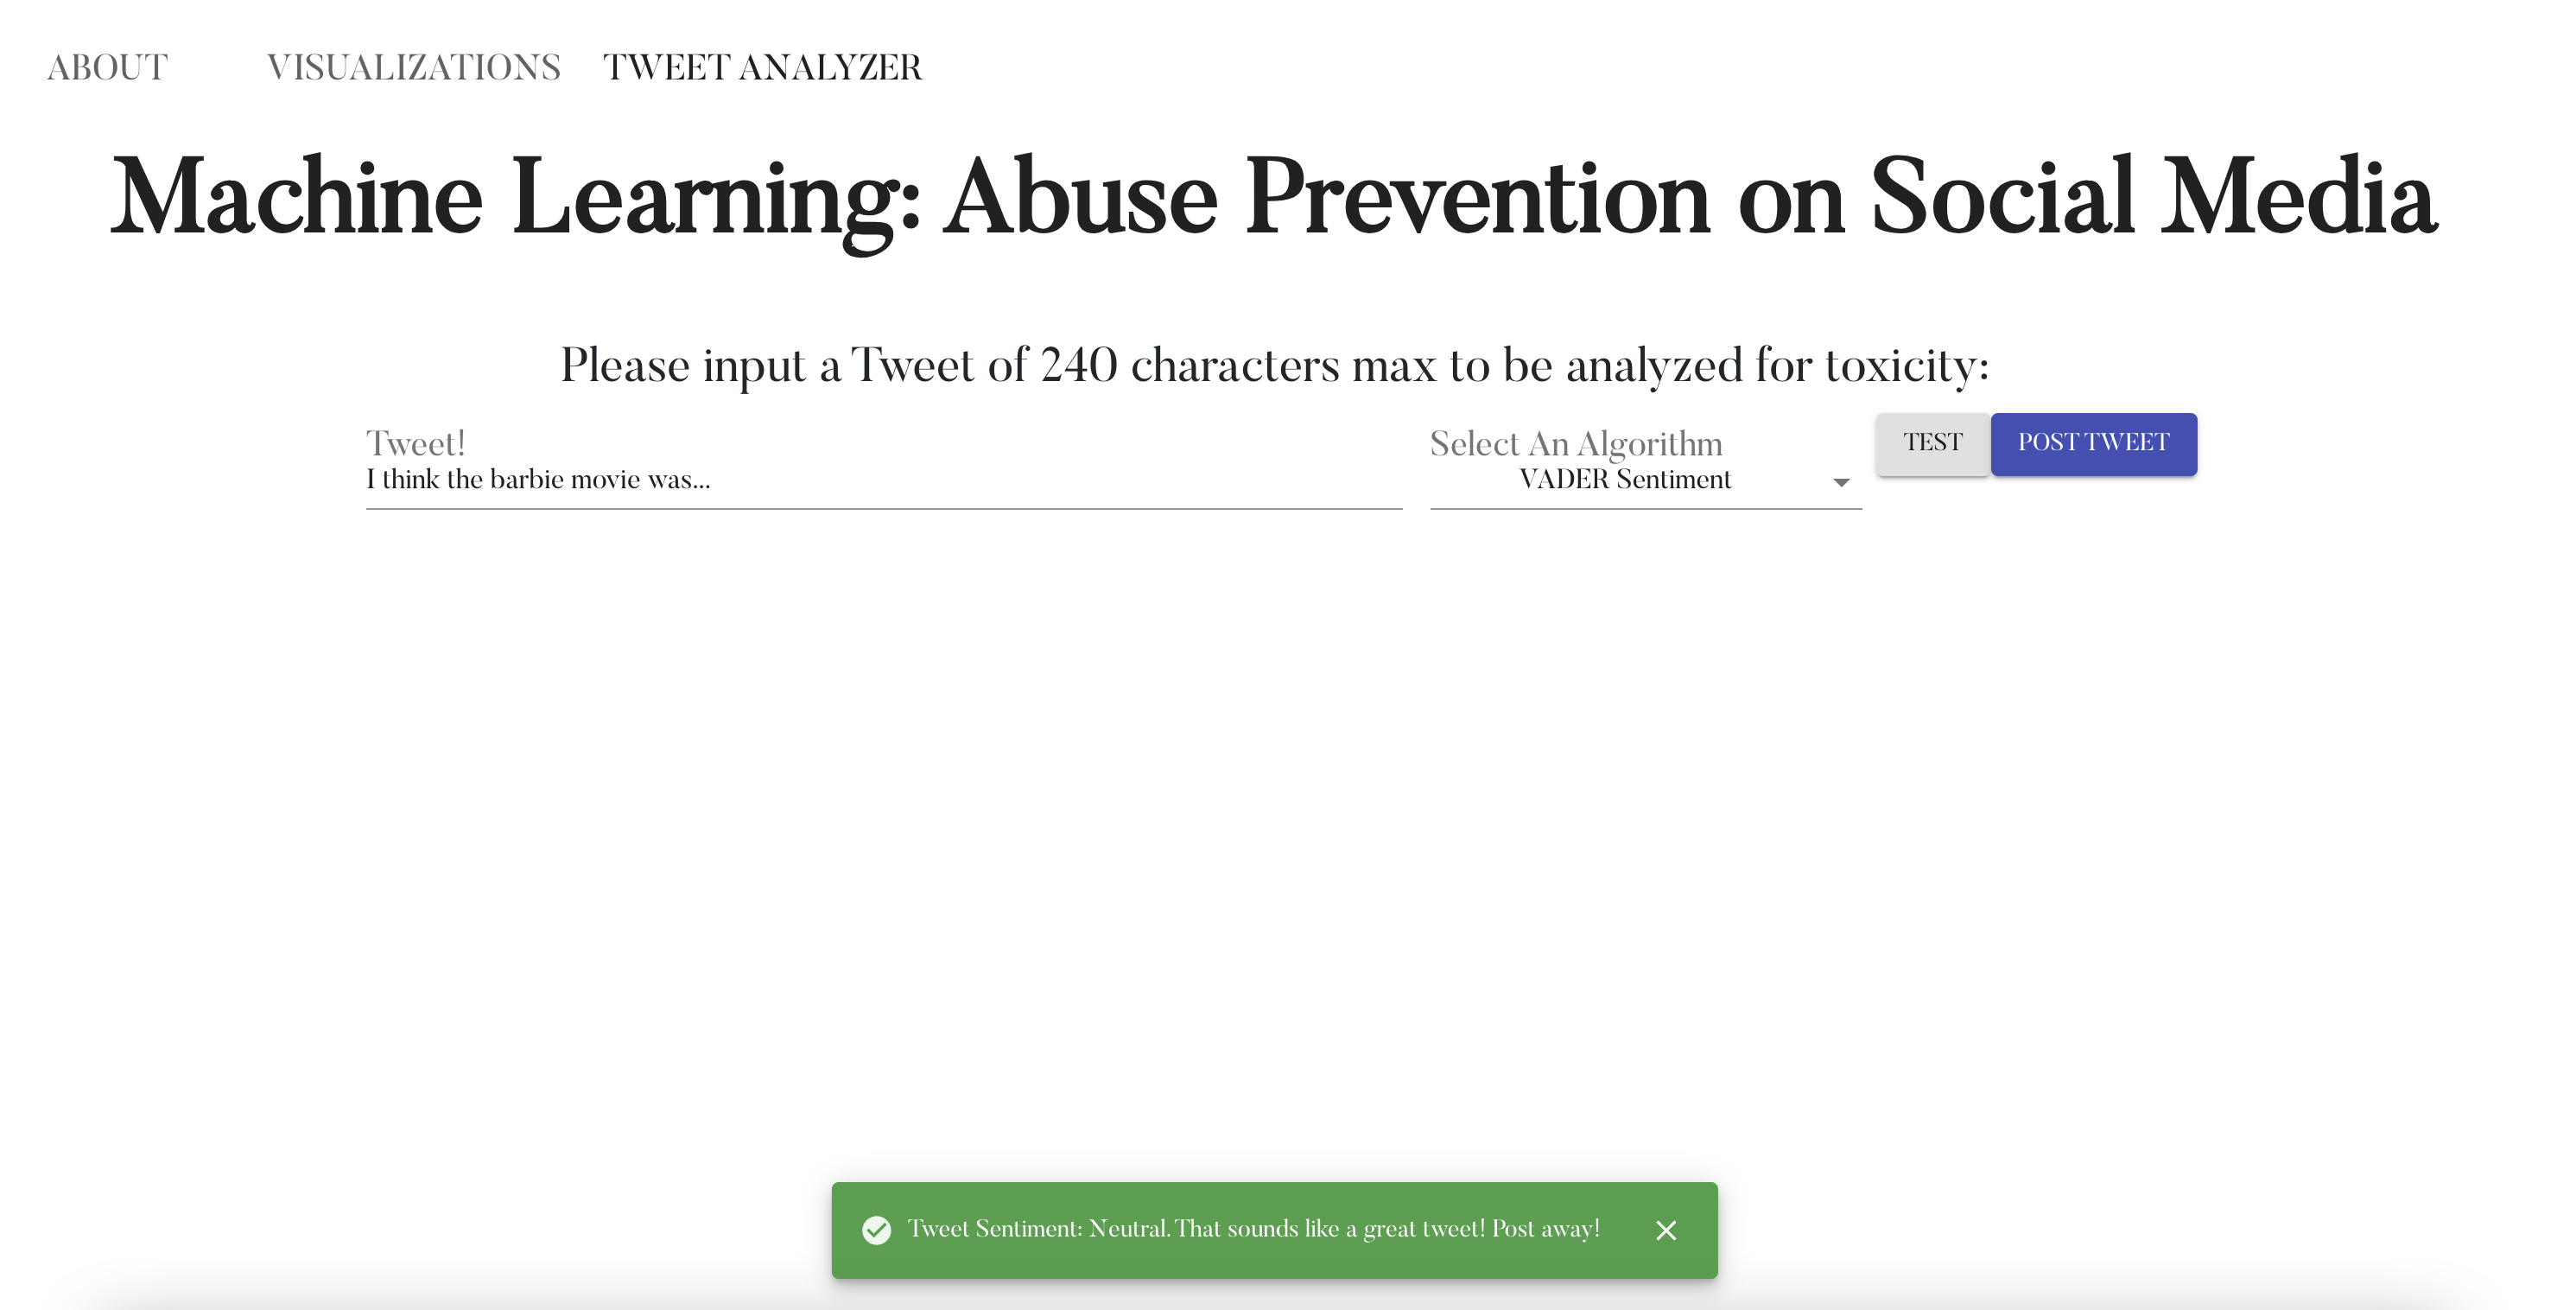 ABOUT VISUALIZATIONS TWEET ANALYZER
Machine Learning: Abuse Prevention on Social Media
Please input a Tweet of 240 characters max to be analyzed for toxicity:
Tweet!
I think the barbie movie was...
Select An Algorithm
VADER Sentiment
TEST
POST TWEET
Tweet Sentiment: Neutral. That sounds like a great tweet! Post away!